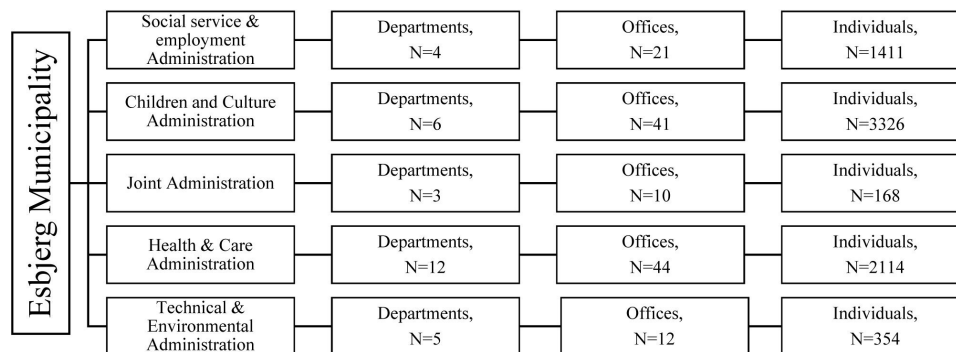 Esbjerg Municipality
Social service &
employment
Administration
Departments,
N=4
Offices,
N=21
Individuals,
N=1411
Children and Culture
Administration
Departments,
N=6
Offices,
N=41
Individuals,
N=3326
Joint Administration
Departments,
N=3
Offices,
N=10
Individuals,
N=168
Health & Care
Administration
Departments,
N=12
Offices,
N=44
Individuals,
N=2114
Technical &
Environmental
Administration
Departments,
N=5
Offices,
N=12
Individuals,
N=354